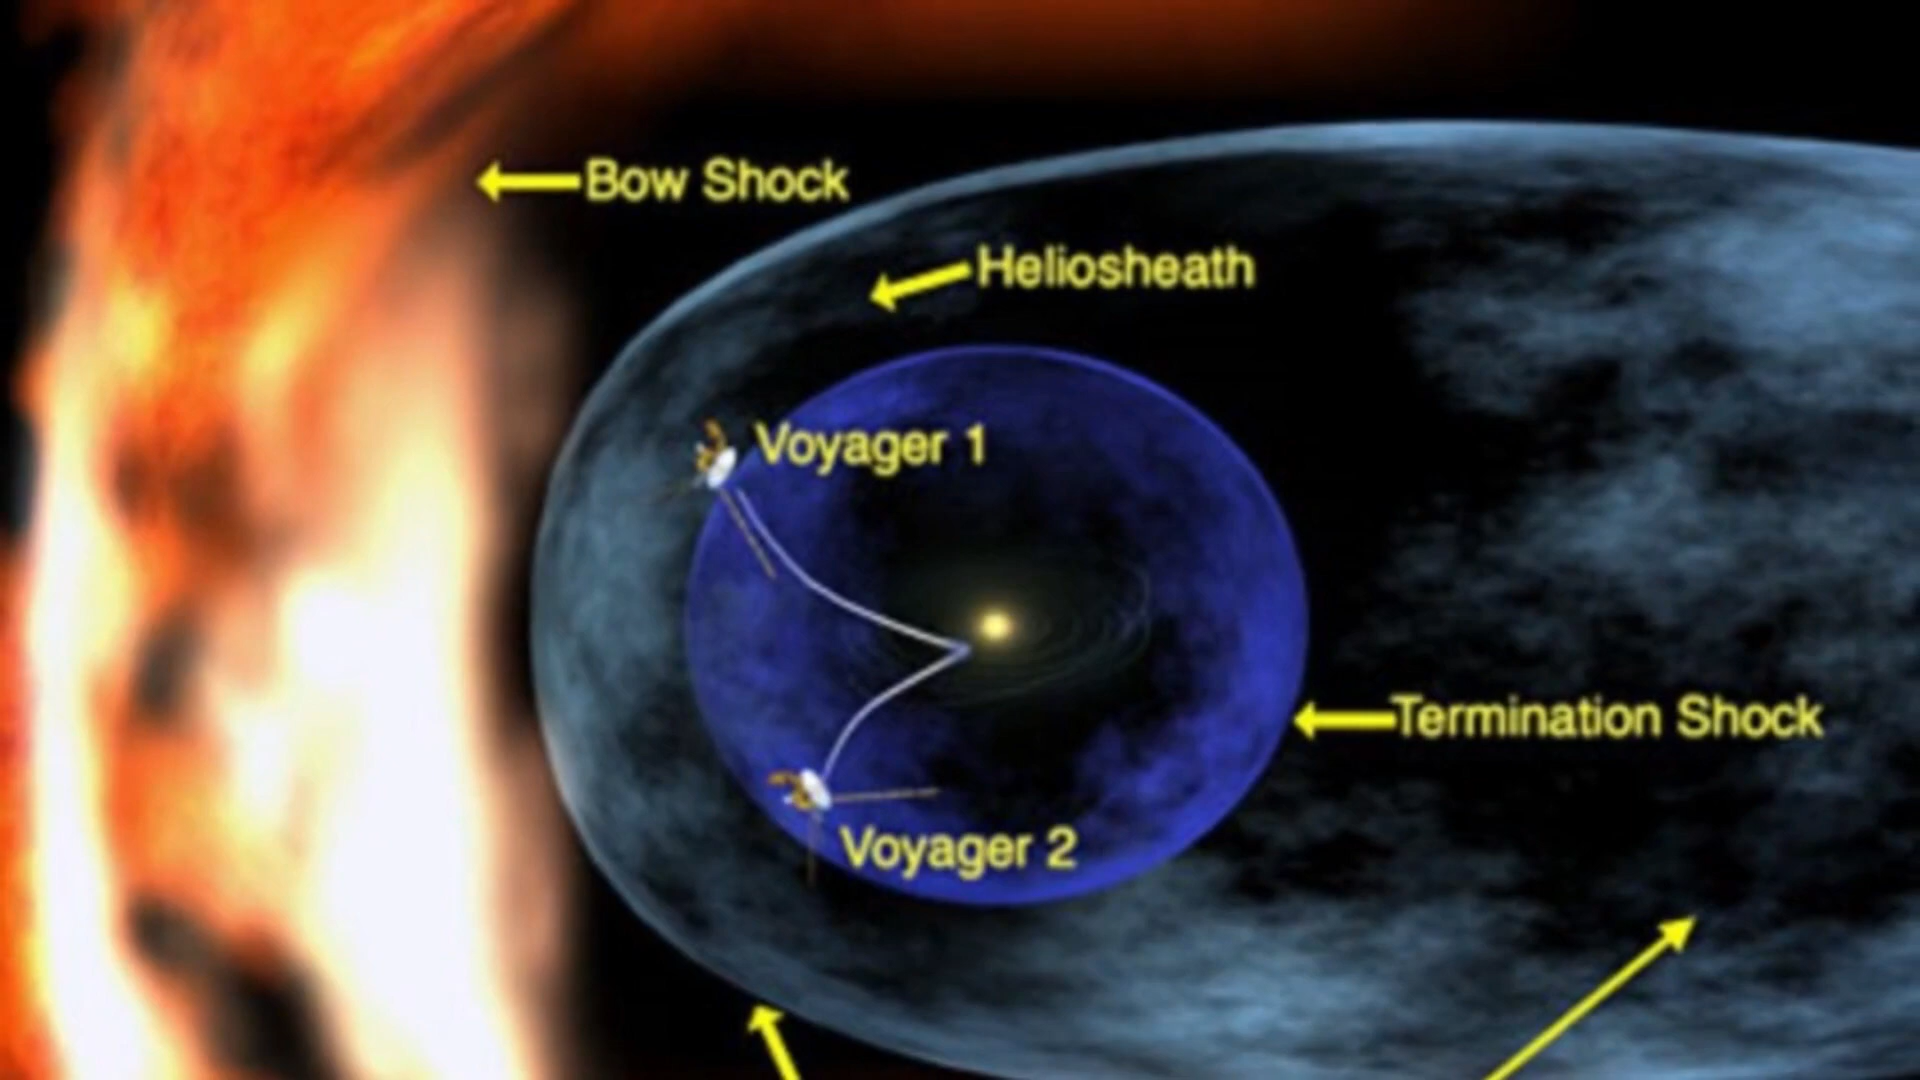 Bow Shock
Heliosheath
Voyager 1
Termination Shock
Voyager 2